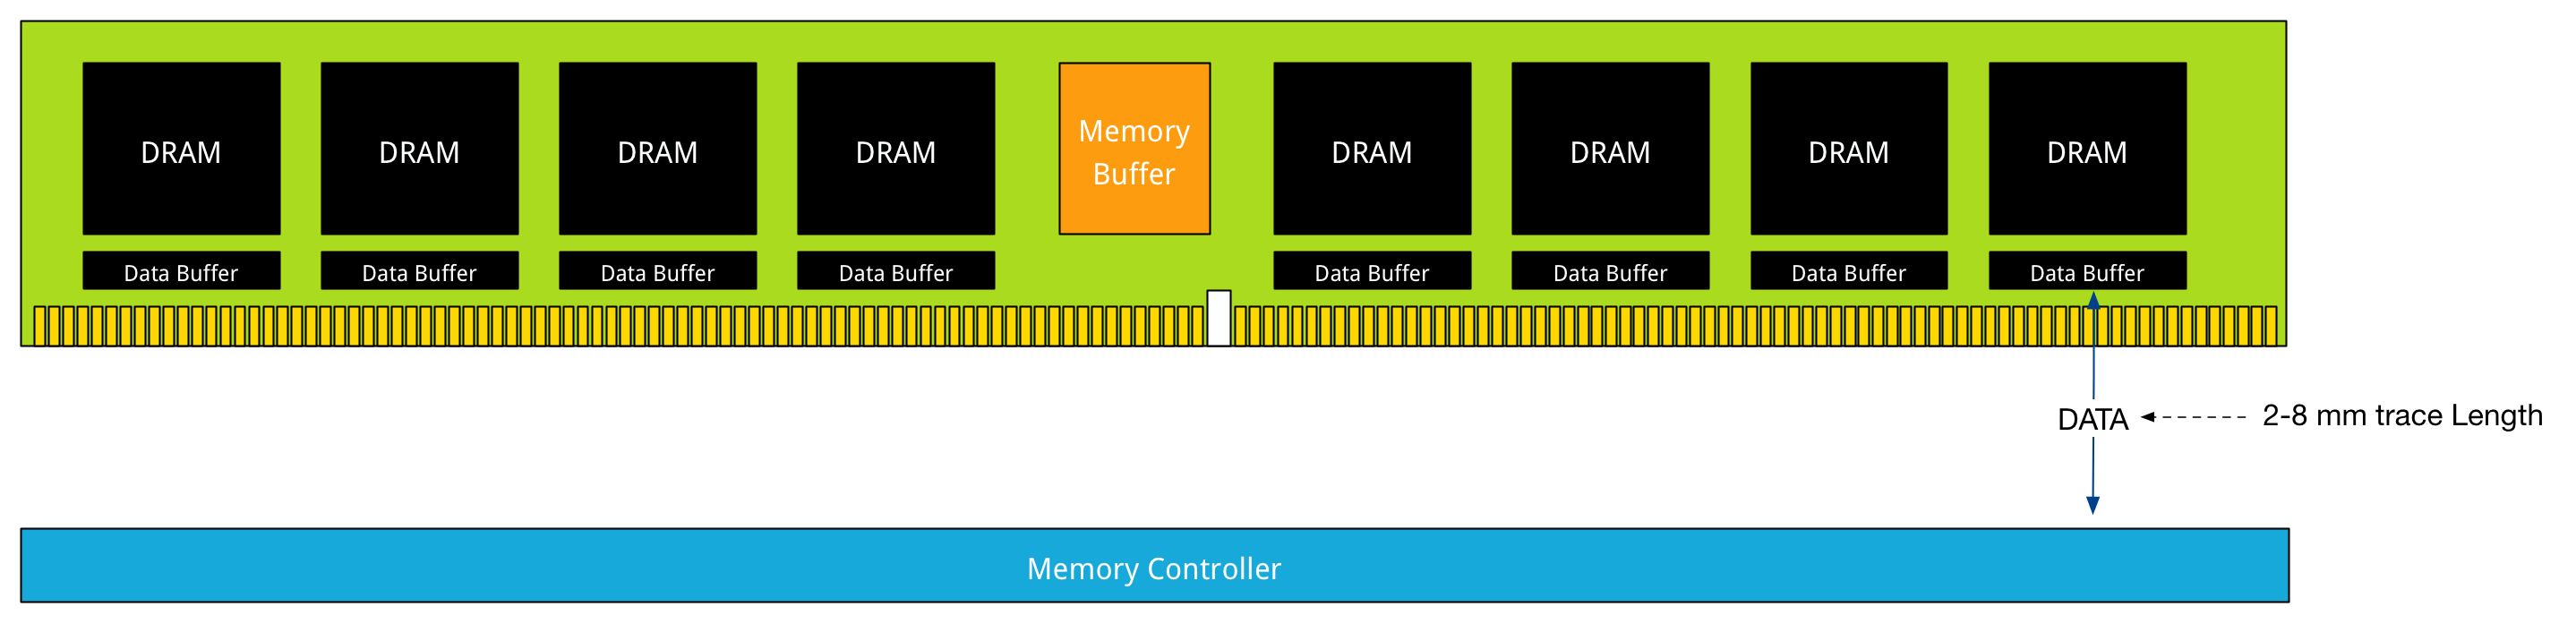 DRAM
DRAM
DRAM
DRAM
Memory
Buffer
DRAM
DRAM
DRAM
DRAM
Data Buffer
Data Buffer
Data Buffer
Data Buffer
Data Buffer
Data Buffer
Data Buffer
Data Buffer
DATA
2-8 mm trace Length
Memory Controller